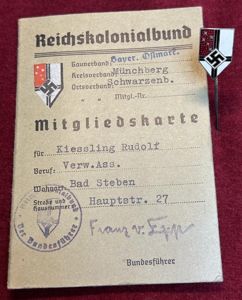 Reichskolonialbund
Gauverband: Bayer. Ostmark.
Kreisverband: Münchberg
Ortsverband: Schwarzenb.
Mitgl.-Nr.
Mitgliedskarte
für Kiessling Rudolf
Beruf: Verw.Ass.
Wohnort: Bad Steben
Straße und Hausnummer: Hauptstr. 27
Reichskolonialbund
Der Bundesführer
Franz v. Epp
Bundesführer